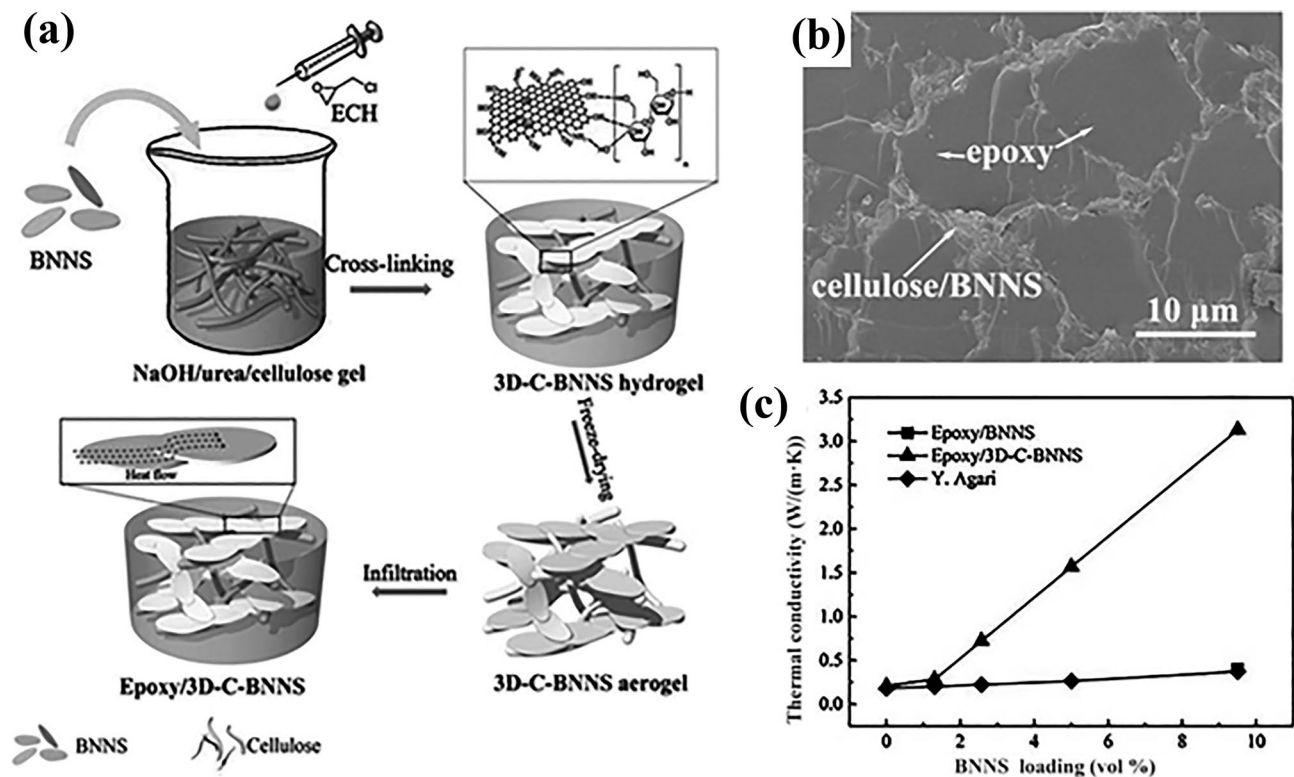 (a)
ECH
BNNS
Cross-linking
NaOH/urea/cellulose gel
3D-C-BNNS hydrogel
Freeze-drying
Heat flow
Infiltration
Epoxy/3D-C-BNNS
3D-C-BNNS aerogel
BNNS
Cellulose
(b)
epoxy
cellulose/BNNS
10 μm
(c)
Thermal conductivity (W/(m·K))
3.5
3.0
2.5
2.0
1.5
1.0
0.5
0.0
Epoxy/BNNS
Epoxy/3D-C-BNNS
Y. Agari
0 2 4 6 8 10
BNNS loading (vol %)